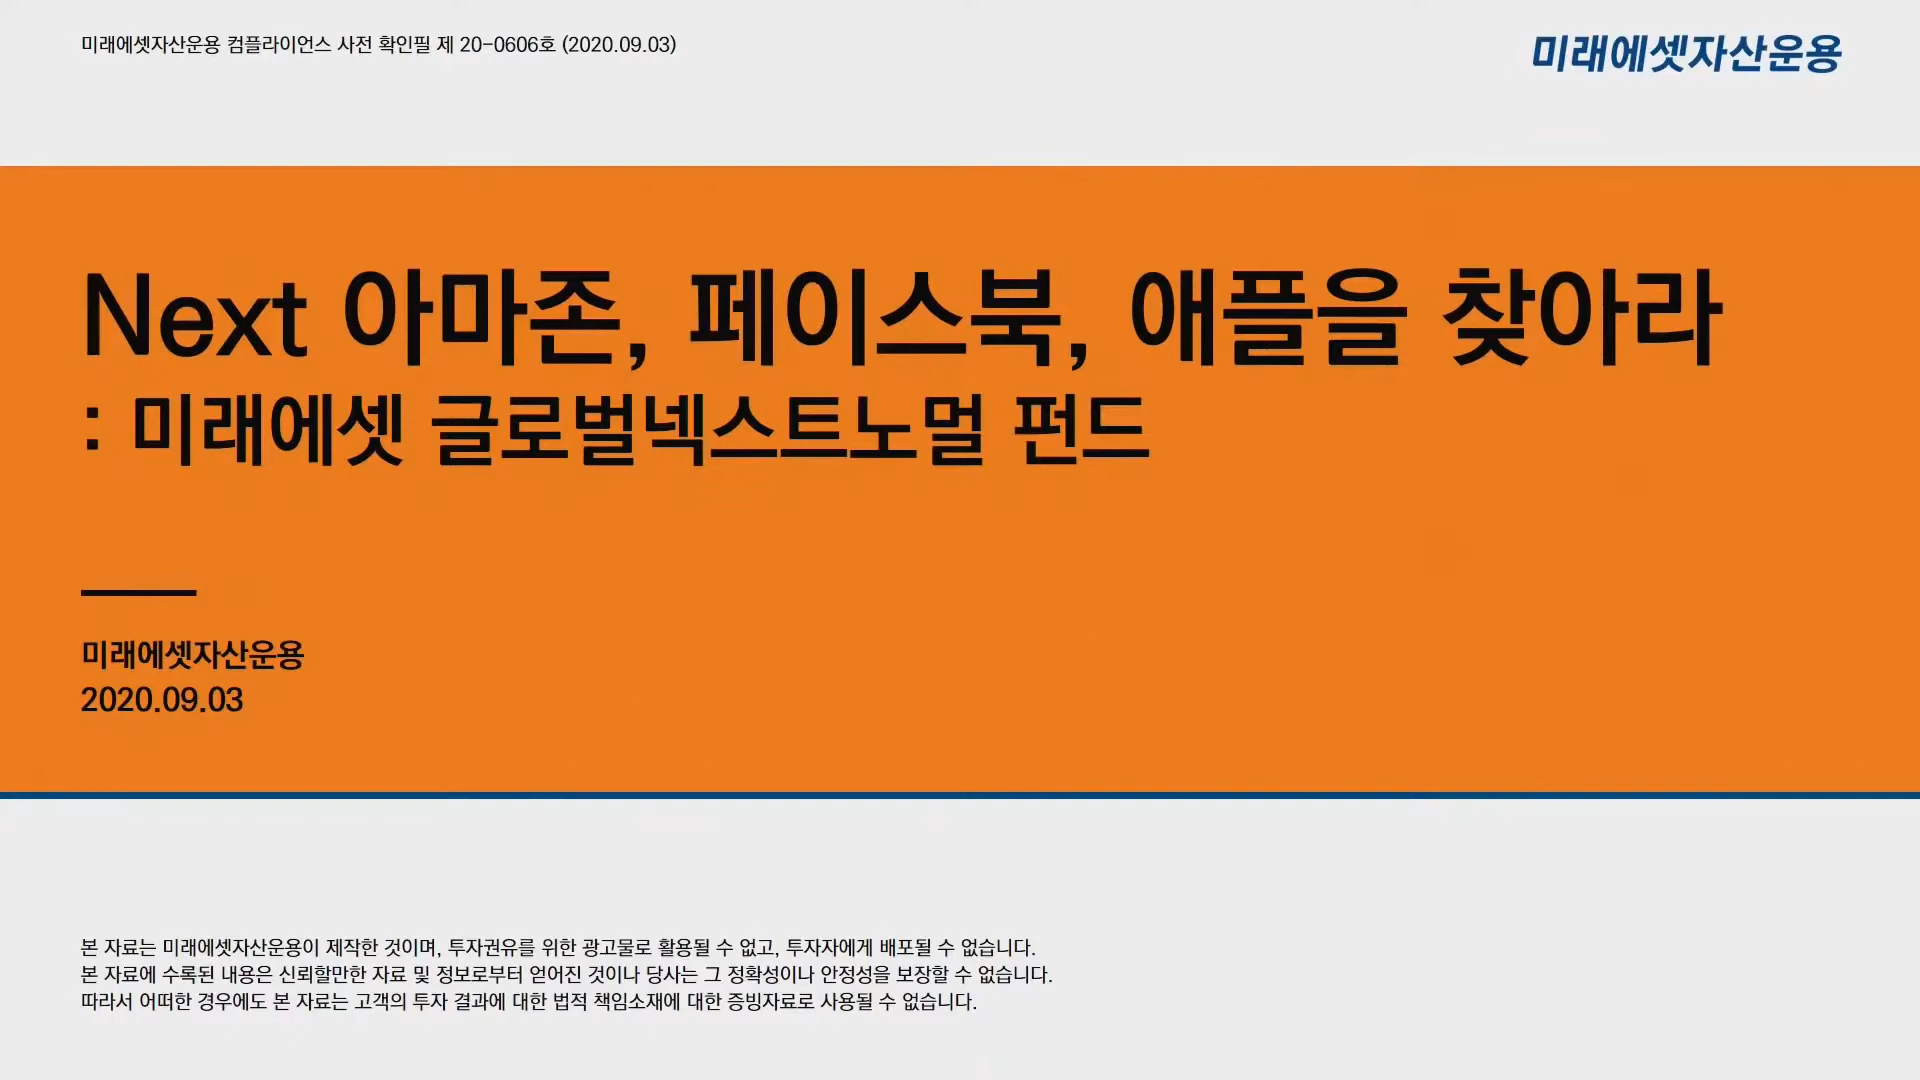 미래에셋자산운용 컴플라이언스 사전 확인필 제 20-0606호 (2020.09.03)
미래에셋자산운용
Next 아마존, 페이스북, 애플을 찾아라
: 미래에셋 글로벌넥스트노멀 펀드
미래에셋자산운용
2020.09.03
본 자료는 미래에셋자산운용이 제작한 것이며, 투자권유를 위한 광고물로 활용될 수 없고, 투자자에게 배포될 수 없습니다.
본 자료에 수록된 내용은 신뢰할만한 자료 및 정보로부터 얻어진 것이나 당사는 그 정확성이나 안정성을 보장할 수 없습니다.
따라서 어떠한 경우에도 본 자료는 고객의 투자 결과에 대한 법적 책임소재에 대한 증빙자료로 사용될 수 없습니다.